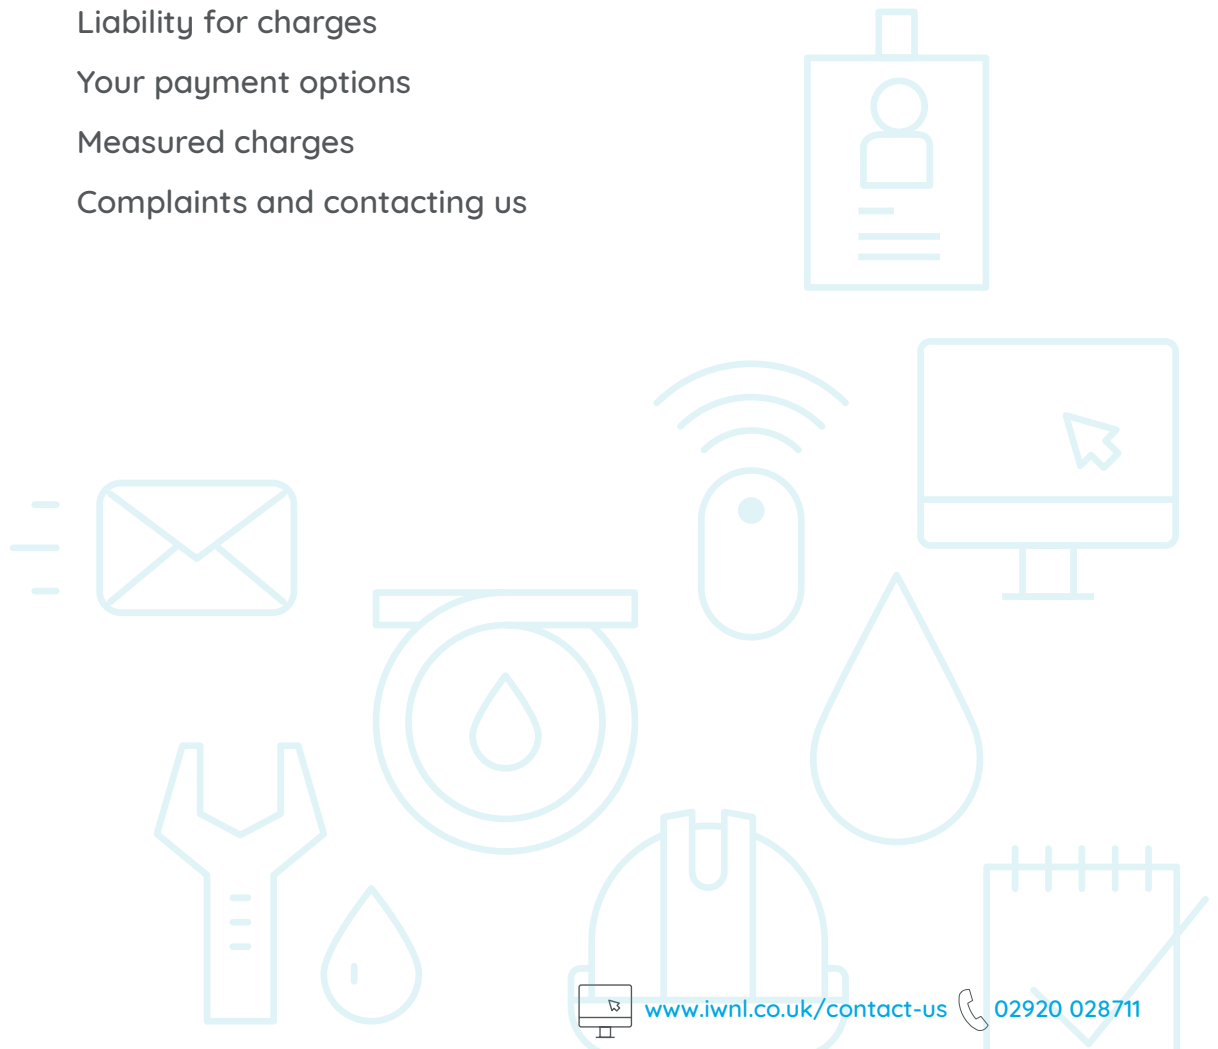 Liability for charges
Your payment options
Measured charges
Complaints and contacting us
www.iwnl.co.uk/contact-us 02920 028711